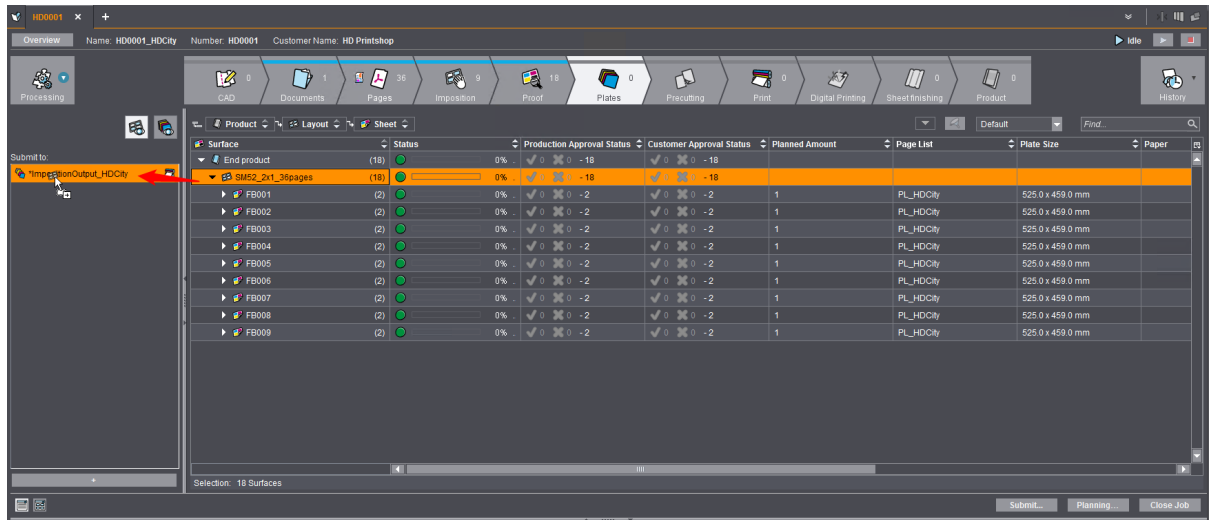 HD0001 × +
Overview Name: HD0001_HDCity Number: HD0001 Customer Name: HD Printshop Idle
Processing
0 1 36 9 18 0 0 0 0
CAD Documents Pages Imposition Proof Plates Precutting Print Digital Printing Sheet finishing Product
History
Product Layout Sheet Default Find...
Submit to:
*ImpositionOutput_HDCity
Surface Status Production Approval Status Customer Approval Status Planned Amount Page List Plate Size Paper
End product (18) 0% . 0 0 - 18 0 0 - 18
SM52_2x1_36pages (18) 0% . 0 0 - 18 0 0 - 18
FB001 (2) 0% . 0 0 - 2 0 0 - 2 1 PL_HDCity 525.0 x 459.0 mm
FB002 (2) 0% . 0 0 - 2 0 0 - 2 1 PL_HDCity 525.0 x 459.0 mm
FB003 (2) 0% . 0 0 - 2 0 0 - 2 1 PL_HDCity 525.0 x 459.0 mm
FB004 (2) 0% . 0 0 - 2 0 0 - 2 1 PL_HDCity 525.0 x 459.0 mm
FB005 (2) 0% . 0 0 - 2 0 0 - 2 1 PL_HDCity 525.0 x 459.0 mm
FB006 (2) 0% . 0 0 - 2 0 0 - 2 1 PL_HDCity 525.0 x 459.0 mm
FB007 (2) 0% . 0 0 - 2 0 0 - 2 1 PL_HDCity 525.0 x 459.0 mm
FB008 (2) 0% . 0 0 - 2 0 0 - 2 1 PL_HDCity 525.0 x 459.0 mm
FB009 (2) 0% . 0 0 - 2 0 0 - 2 1 PL_HDCity 525.0 x 459.0 mm
Selection: 18 Surfaces
Submit... Planning... Close Job